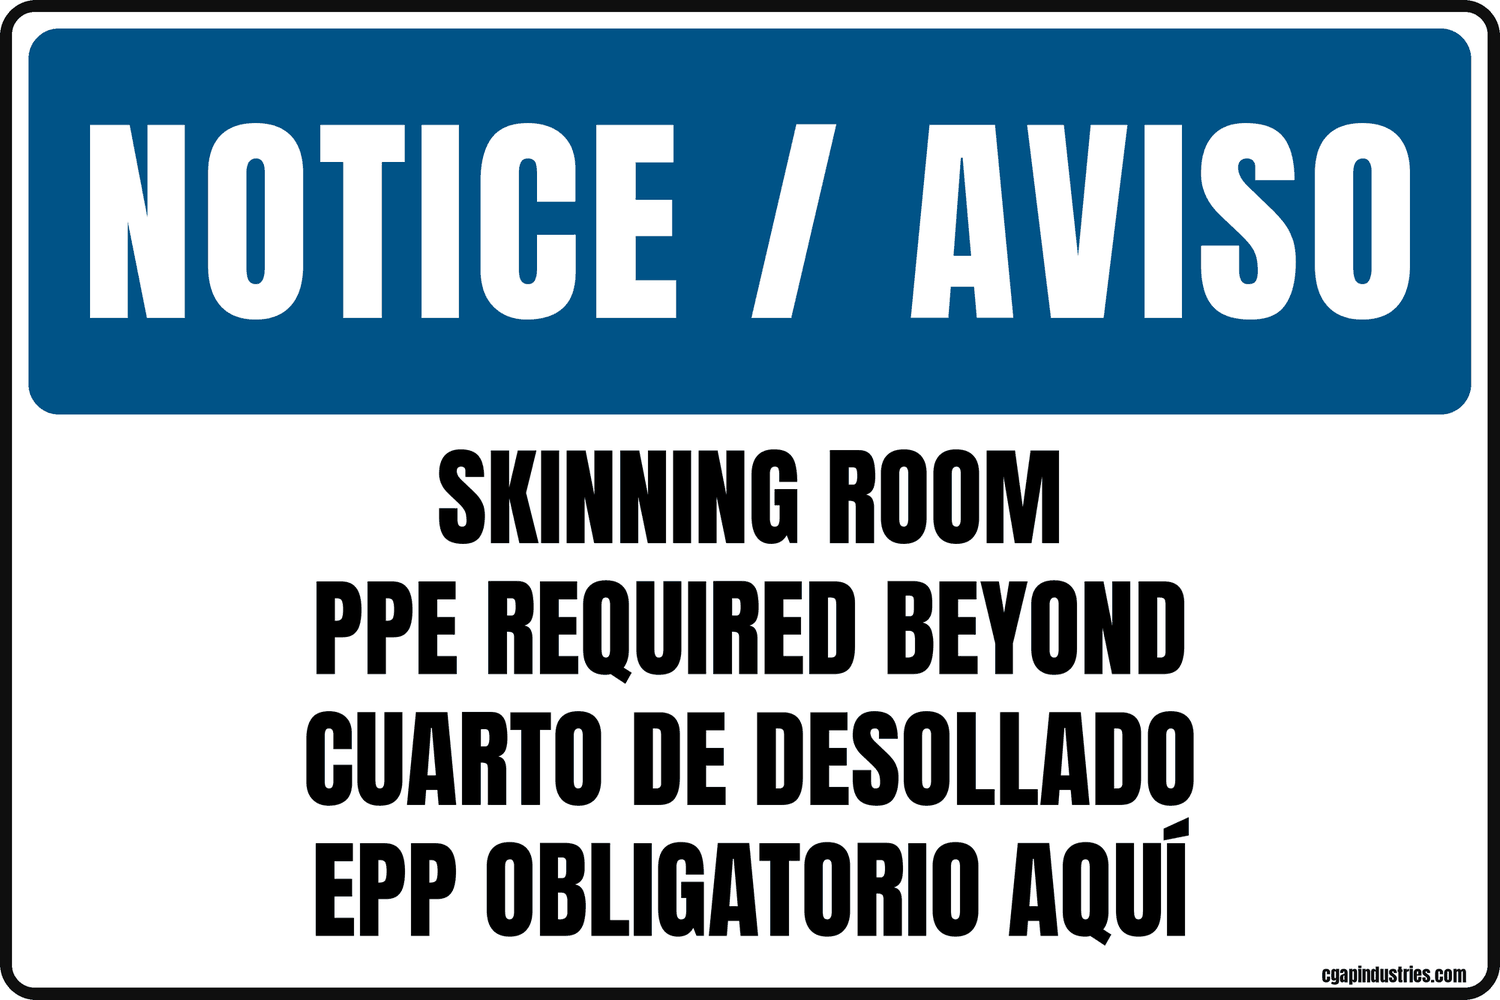 NOTICE / AVISO
SKINNING ROOM
PPE REQUIRED BEYOND
CUARTO DE DESOLLADO
EPP OBLIGATORIO AQUÍ
cgapindustries.com